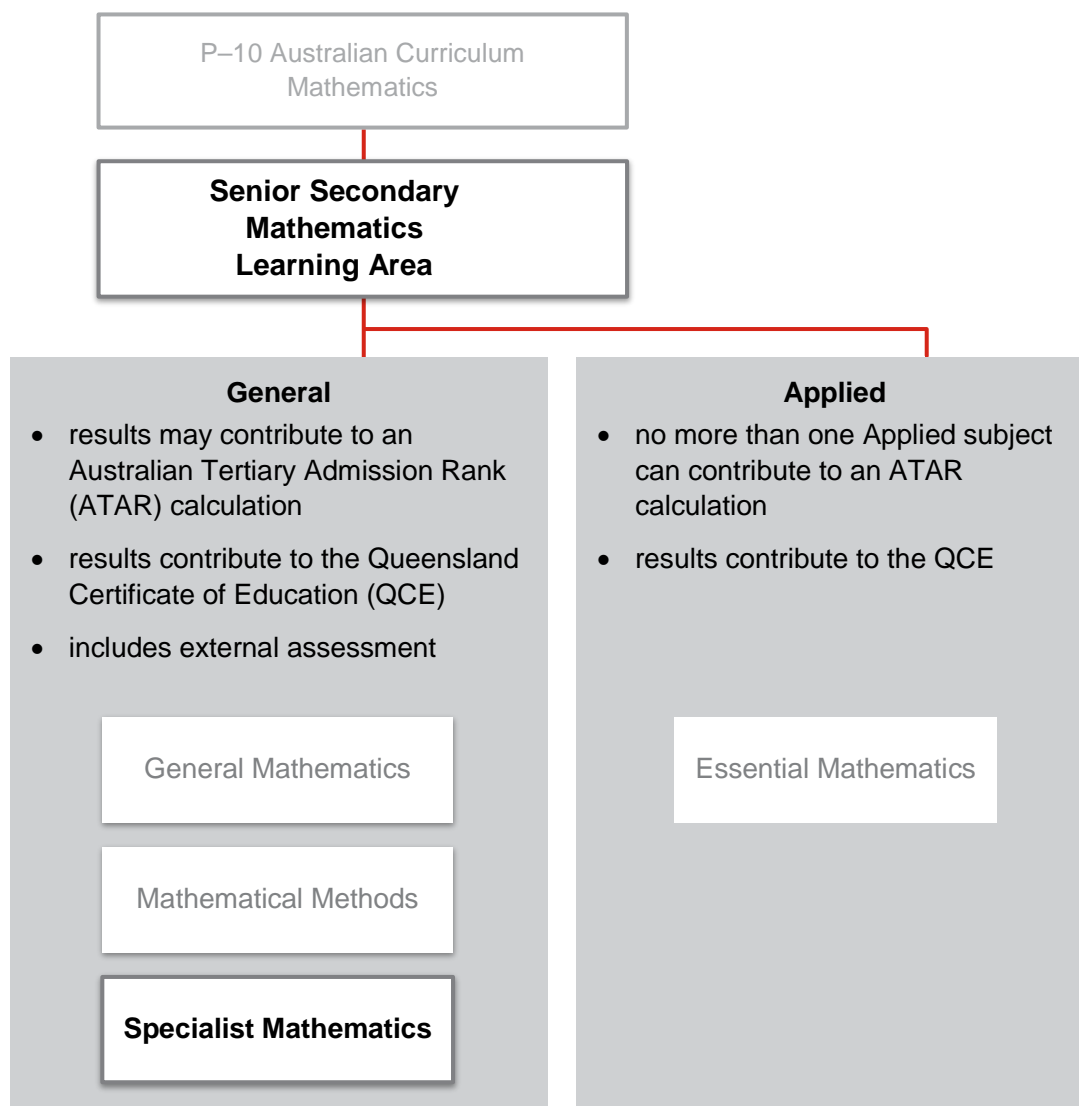 P–10 Australian Curriculum
Mathematics
Senior Secondary
Mathematics
Learning Area
General
• results may contribute to an
Australian Tertiary Admission Rank
(ATAR) calculation
• results contribute to the Queensland
Certificate of Education (QCE)
• includes external assessment
General Mathematics
Mathematical Methods
Specialist Mathematics
Applied
• no more than one Applied subject
can contribute to an ATAR
calculation
• results contribute to the QCE
Essential Mathematics